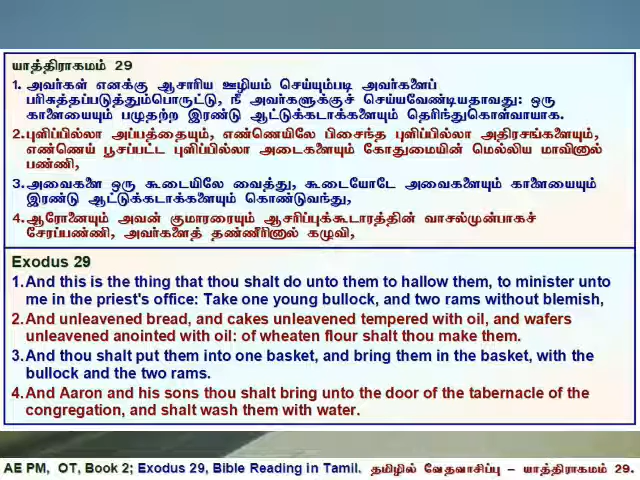 யாத்திராகமம் 29
1. அவர்கள் எனக்கு ஆசாரிய ஊழியம் செய்யும்படி அவர்களைப்
பரிசுத்தப்படுத்தும்பொருட்டு, நீ அவர்களுக்குச் செய்யவேண்டியதாவது: ஒரு
காளையையும் பழுதற்ற இரண்டு ஆட்டுக்கடாக்களையும் தெரிந்துகொள்வாயாக.
2.புளிப்பில்லா அப்பத்தையும், எண்ணெயிலே பிசைந்த புளிப்பில்லா அதிரசங்களையும்,
எண்ணெய் பூசப்பட்ட புளிப்பில்லா அடைகளையும் கோதுமையின் மெல்லிய மாவினால்
பண்ணி,
3.அவைகளை ஒரு கூடையிலே வைத்து, கூடையோடே அவைகளையும் காளையையும்
இரண்டு ஆட்டுக்கடாக்களையும் கொண்டுவந்து,
4.ஆரோனையும் அவன் குமாரரையும் ஆசரிப்புக்கூடாரத்தின் வாசல்முன்பாகச்
சேரப்பண்ணி, அவர்களைத் தண்ணீரினால் கழுவி,
Exodus 29
1.And this is the thing that thou shalt do unto them to hallow them, to minister unto
me in the priest's office: Take one young bullock, and two rams without blemish,
2.And unleavened bread, and cakes unleavened tempered with oil, and wafers
unleavened anointed with oil: of wheaten flour shalt thou make them.
3.And thou shalt put them into one basket, and bring them in the basket, with the
bullock and the two rams.
4.And Aaron and his sons thou shalt bring unto the door of the tabernacle of the
congregation, and shalt wash them with water.
AE PM, OT, Book 2; Exodus 29, Bible Reading in Tamil. தமிழில் வேதவாசிப்பு – யாத்திராகமம் 29.